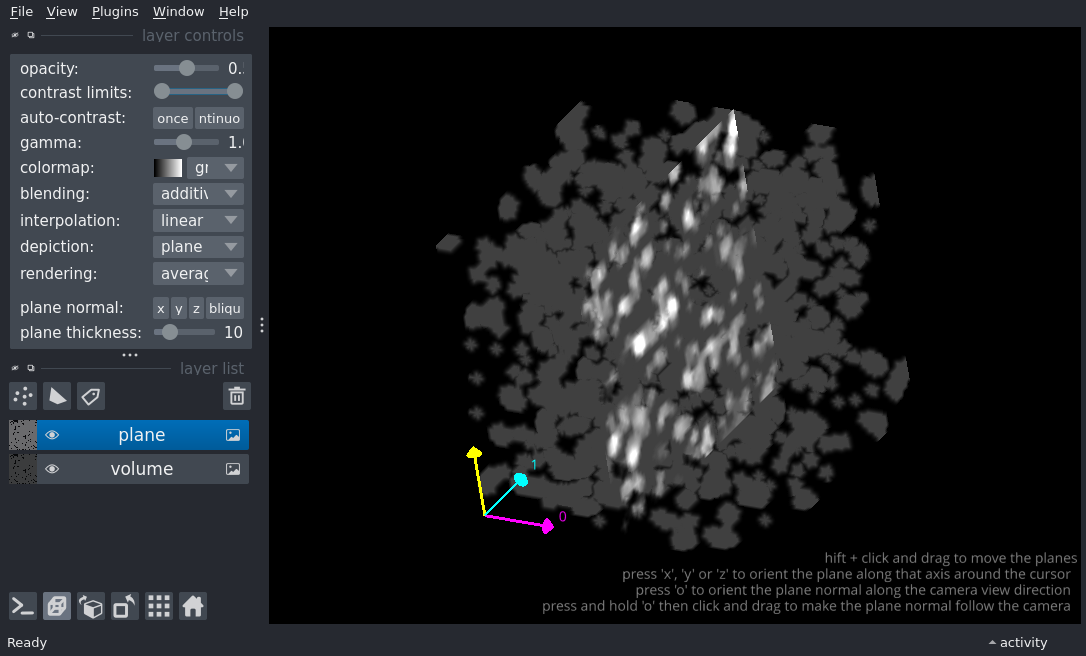 File View Plugins Window Help
layer controls
opacity: 0.
contrast limits:
auto-contrast: once ntinuo
gamma: 1.0
colormap: gr
blending: additiv
interpolation: linear
depiction: plane
rendering: averag
plane normal: x y z bliqu
plane thickness: 10
layer list
plane
volume
1
0
hift + click and drag to move the planes
press 'x', 'y' or 'z' to orient the plane along that axis around the cursor
press 'o' to orient the plane normal along the camera view direction
press and hold 'o' then click and drag to make the plane normal follow the camera
Ready
activity